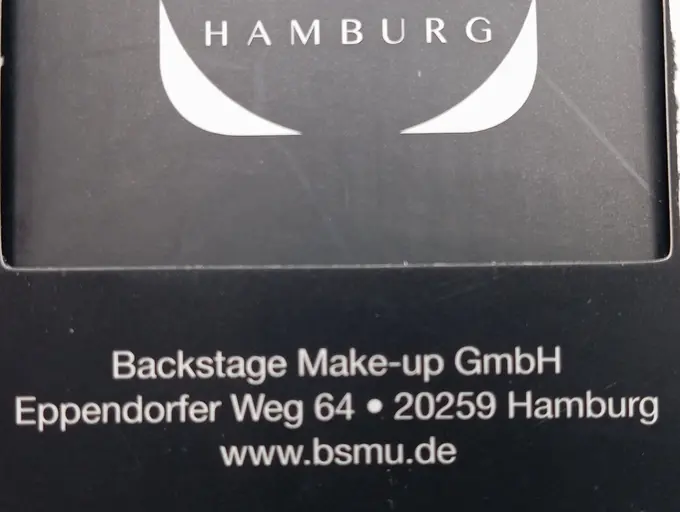 HAMBURG
Backstage Make-up GmbH
Eppendorfer Weg 64 • 20259 Hamburg
www.bsmu.de